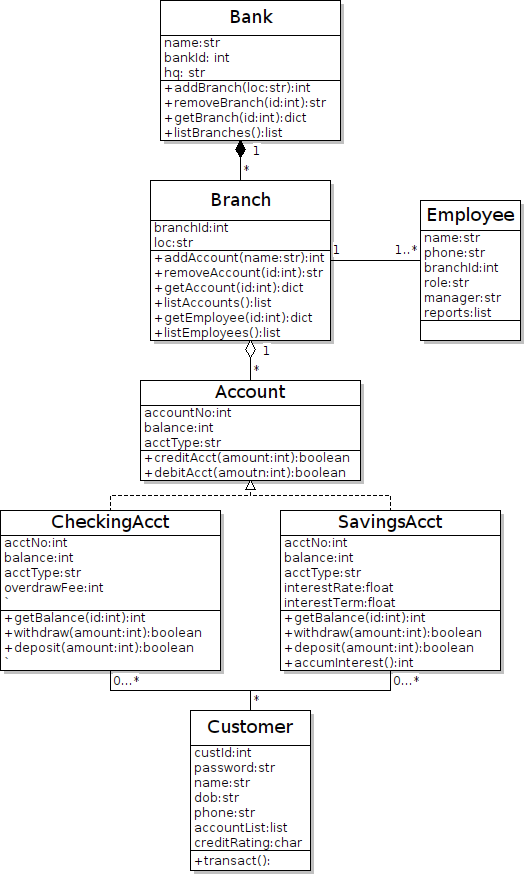 Bank
name:str
bankId: int
hq: str
+addBranch(loc:str):int
+removeBranch(id:int):str
+getBranch(id:int):dict
+listBranches():list
1
*
Branch
branchId:int
loc:str
+addAccount(name:str):int
+removeAccount(id:int):str
+getAccount(id:int):dict
+listAccounts():list
+getEmployee(id:int):dict
+listEmployees():list
1
1..*
Employee
name:str
phone:str
branchId:int
role:str
manager:str
reports:list
1
*
Account
accountNo:int
balance:int
acctType:str
+creditAcct(amount:int):boolean
+debitAcct(amoutn:int):boolean
CheckingAcct
acctNo:int
balance:int
acctType:str
overdrawFee:int
`
+getBalance(id:int):int
+withdraw(amount:int):boolean
+deposit(amount:int):boolean
`
0...*
SavingsAcct
acctNo:int
balance:int
acctType:str
interestRate:float
interestTerm:float
+getBalance(id:int):int
+withdraw(amount:int):boolean
+deposit(amount:int):boolean
+accumInterest():int
0...*
*
Customer
custId:int
password:str
name:str
dob:str
phone:str
accountList:list
creditRating:char
+transact():